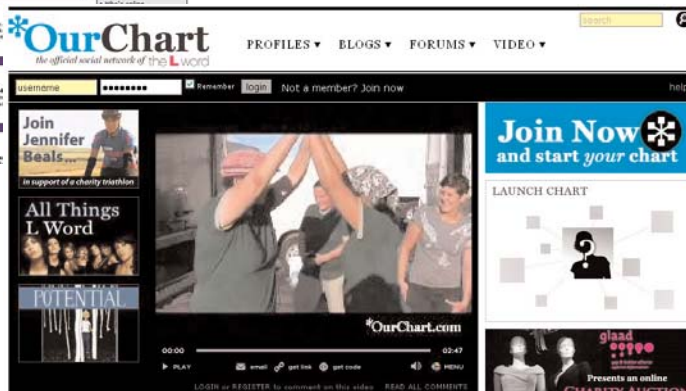 search
*OurChart
the official social network of the L word
PROFILES ▾ BLOGS ▾ FORUMS ▾ VIDEO ▾
username
Remember
login
Not a member? Join now
help
Join
Jennifer
Beals...
in support of a charity triathlon
All Things
L Word
POTENTIAL
*OurChart.com
00:00
02:47
PLAY
email
get link
get code
MENU
LOGIN or REGISTER to comment on this video
READ ALL COMMENTS
Join Now
and start your chart
LAUNCH CHART
?
glaad
Presents an online
CHARITY AUCTION